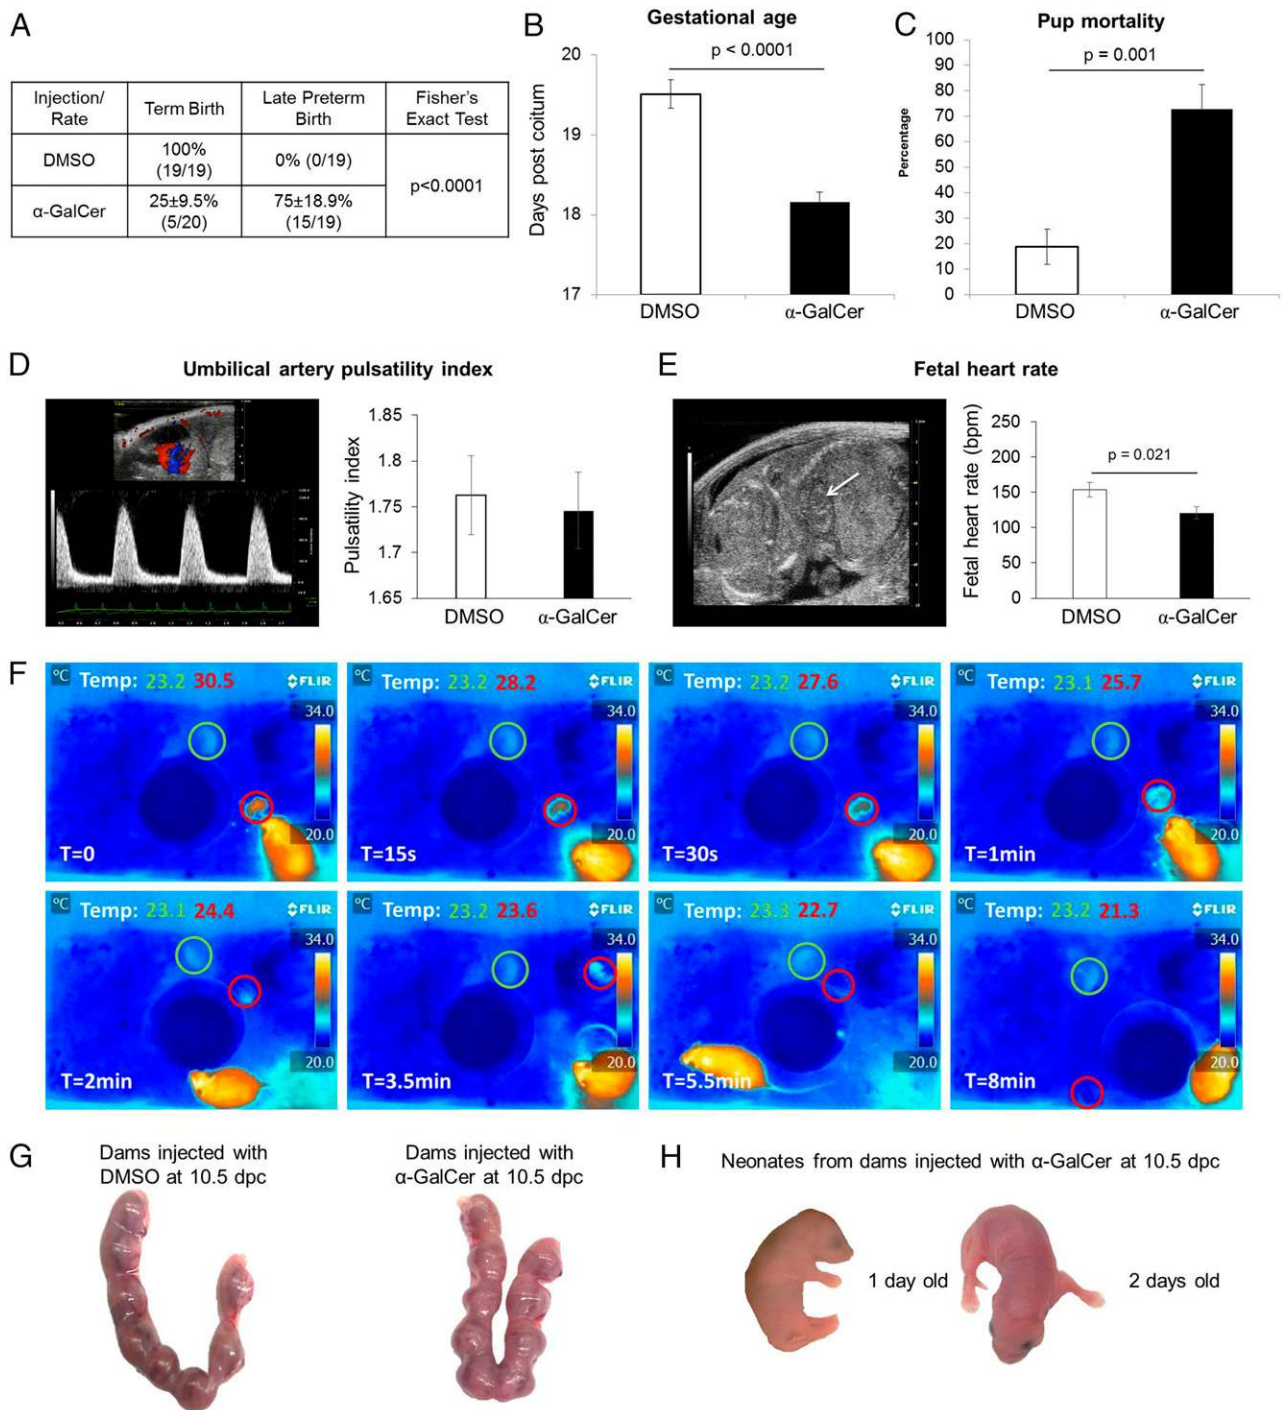 A
Injection/
Rate
Term Birth
Late Preterm
Birth
Fisher's
Exact Test
DMSO
100%
(19/19)
0% (0/19)
p<0.0001
α-GalCer
25±9.5%
(5/20)
75±18.9%
(15/19)
B
Gestational age
p < 0.0001
Days post coitum
20
19
18
17
DMSO
α-GalCer
C
Pup mortality
p = 0.001
Percentage
100
90
80
70
60
50
40
30
20
10
0
DMSO
α-GalCer
D
Umbilical artery pulsatility index
Pulsatility index
1.85
1.8
1.75
1.7
1.65
DMSO
α-GalCer
E
Fetal heart rate
Fetal heart rate (bpm)
250
200
150
100
50
0
p = 0.021
DMSO
α-GalCer
F
°C Temp: 23.2 30.5 FLIR
34.0
20.0
T=0
°C Temp: 23.2 28.2 FLIR
34.0
20.0
T=15s
°C Temp: 23.2 27.6 FLIR
34.0
20.0
T=30s
°C Temp: 23.1 25.7 FLIR
34.0
20.0
T=1min
°C Temp: 23.1 24.4 FLIR
34.0
20.0
T=2min
°C Temp: 23.2 23.6 FLIR
34.0
20.0
T=3.5min
°C Temp: 23.3 22.7 FLIR
34.0
20.0
T=5.5min
°C Temp: 23.2 21.3 FLIR
34.0
20.0
T=8min
G
Dams injected with
DMSO at 10.5 dpc
Dams injected with
α-GalCer at 10.5 dpc
H
Neonates from dams injected with α-GalCer at 10.5 dpc
1 day old
2 days old